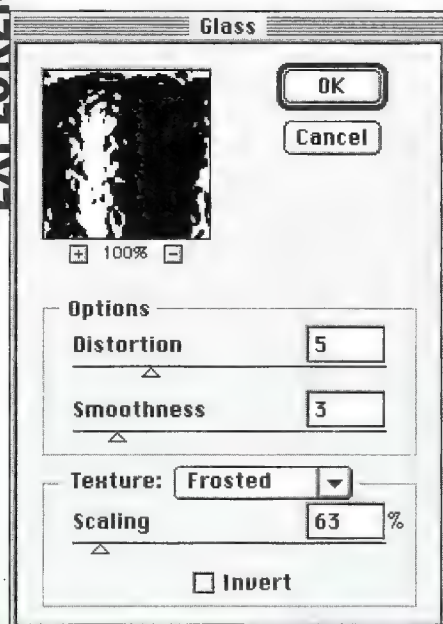 Glass
OK
Cancel
+ 100% -
Options
Distortion 5
Smoothness 3
Texture: Frosted
Scaling 63 %
Invert